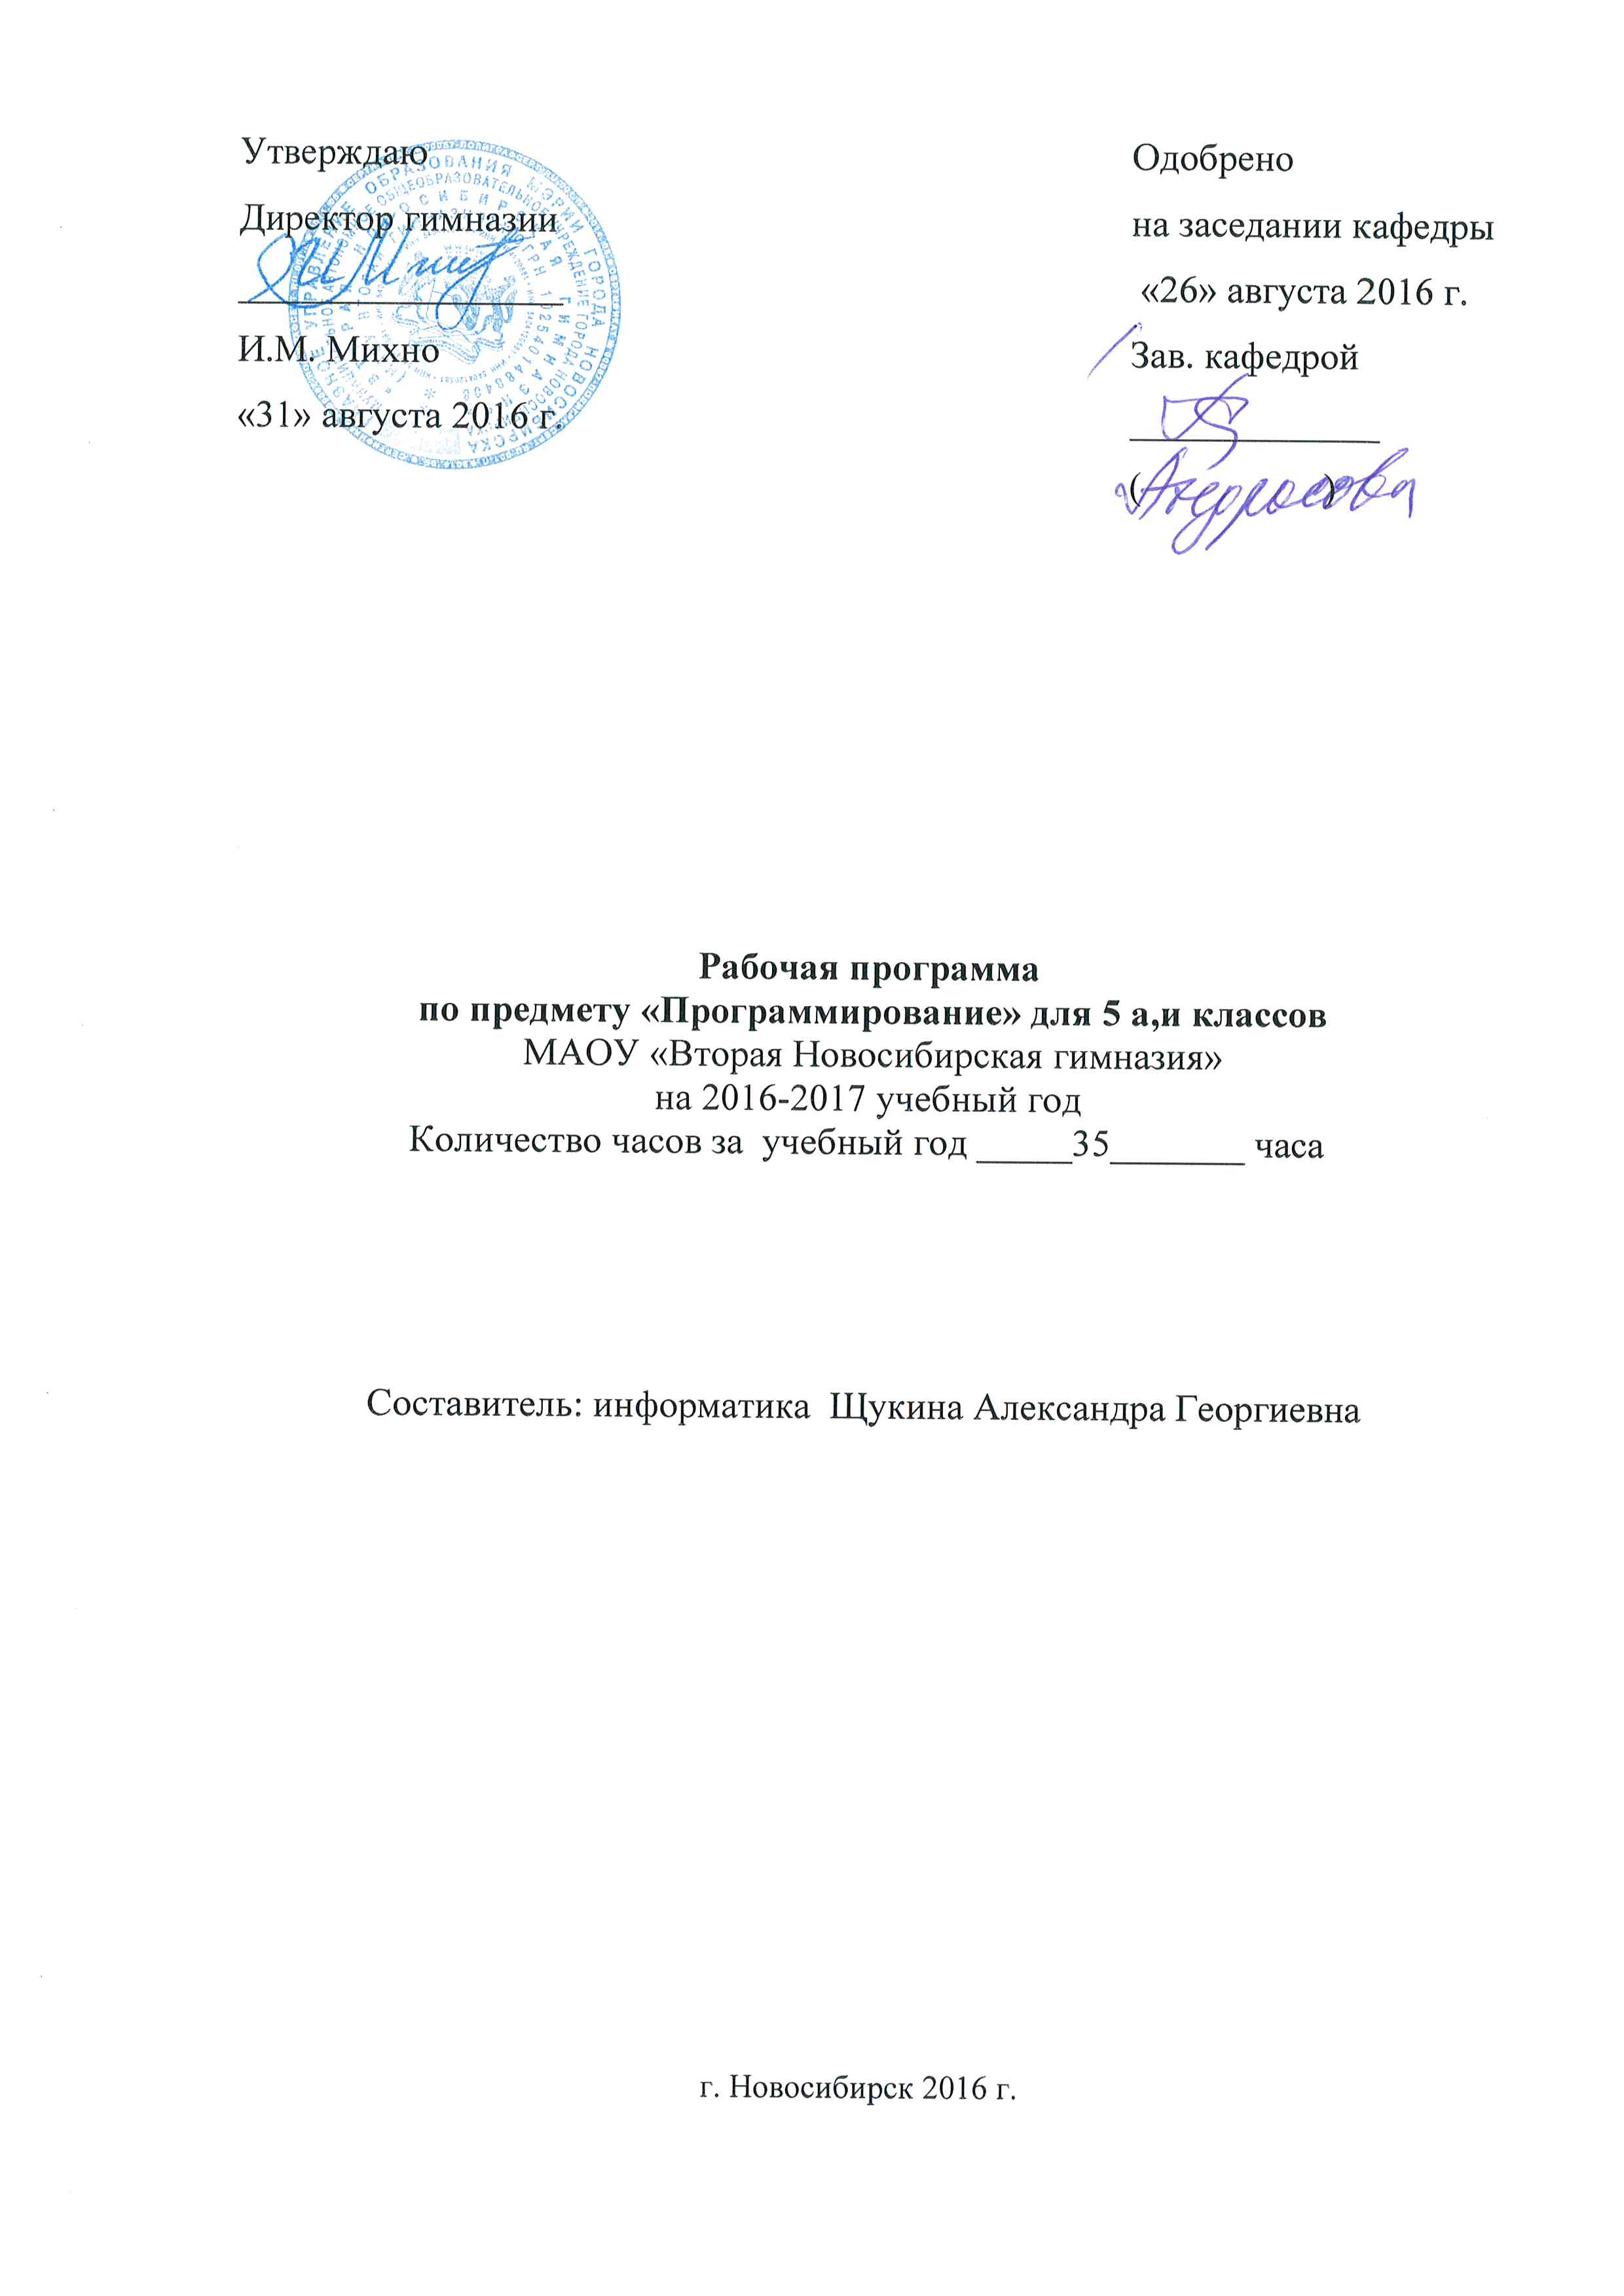 Утверждаю
Директор гимназии
И.М. Михно
«31» августа 2016 г.
Одобрено
на заседании кафедры
«26» августа 2016 г.
Зав. кафедрой
(Андросова)
Рабочая программа
по предмету «Программирование» для 5 а,и классов
МАОУ «Вторая Новосибирская гимназия»
на 2016-2017 учебный год
Количество часов за учебный год _____35_______ часа
Составитель: информатика Щукина Александра Георгиевна
г. Новосибирск 2016 г.